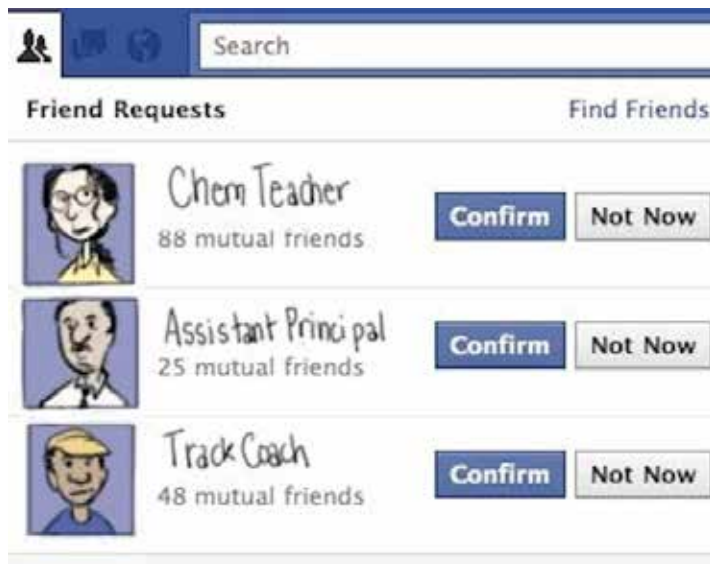 Search
Friend Requests Find Friends
Chem Teacher
88 mutual friends
Confirm Not Now
Assistant Principal
25 mutual friends
Confirm Not Now
Track Coach
48 mutual friends
Confirm Not Now